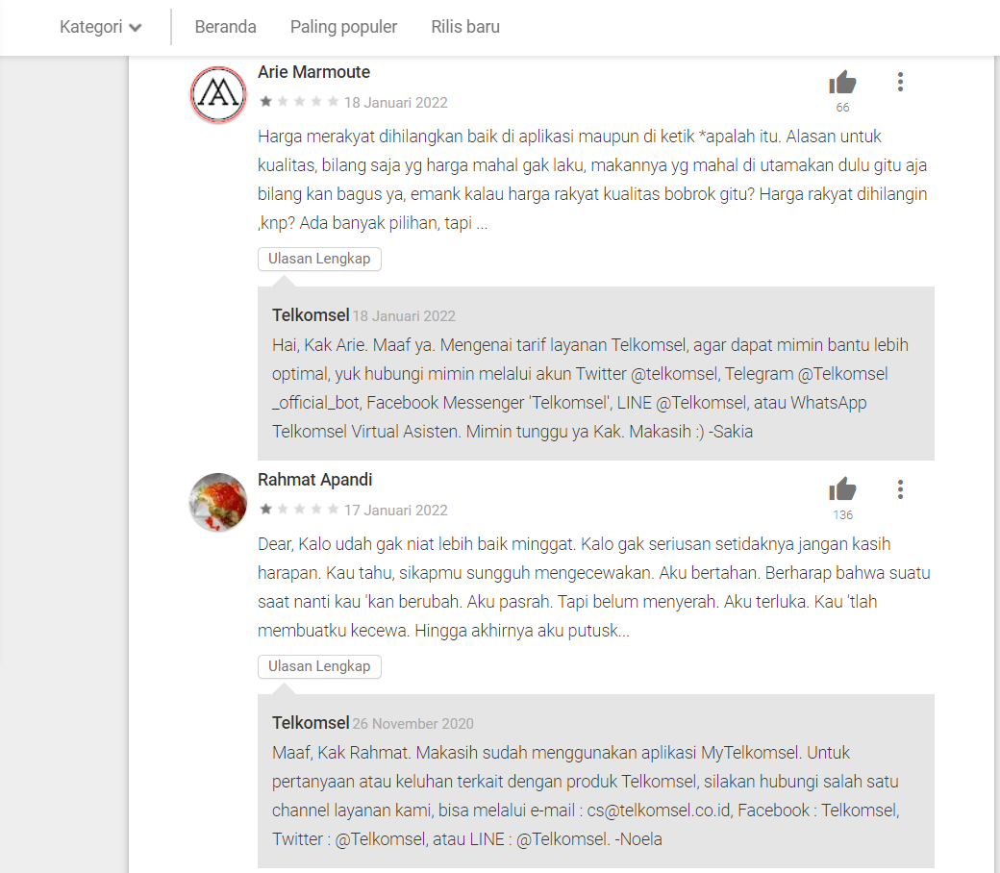 Kategori Beranda Paling populer Rilis baru
Arie Marmoute
18 Januari 2022
66
Harga merakyat dihilangkan baik di aplikasi maupun di ketik *apalah itu. Alasan untuk
kualitas, bilang saja yg harga mahal gak laku, makannya yg mahal di utamakan dulu gitu aja
bilang kan bagus ya, emank kalau harga rakyat kualitas bobrok gitu? Harga rakyat dihilangin
,knp? Ada banyak pilihan, tapi ...
Ulasan Lengkap
Telkomsel 18 Januari 2022
Hai, Kak Arie. Maaf ya. Mengenai tarif layanan Telkomsel, agar dapat mimin bantu lebih
optimal, yuk hubungi mimin melalui akun Twitter @telkomsel, Telegram @Telkomsel
_official_bot, Facebook Messenger 'Telkomsel', LINE @Telkomsel, atau WhatsApp
Telkomsel Virtual Asisten. Mimin tunggu ya Kak. Makasih :) -Sakia
Rahmat Apandi
17 Januari 2022
136
Dear, Kalo udah gak niat lebih baik minggat. Kalo gak seriusan setidaknya jangan kasih
harapan. Kau tahu, sikapmu sungguh mengecewakan. Aku bertahan. Berharap bahwa suatu
saat nanti kau 'kan berubah. Aku pasrah. Tapi belum menyerah. Aku terluka. Kau 'tlah
membuatku kecewa. Hingga akhirnya aku putusk...
Ulasan Lengkap
Telkomsel 26 November 2020
Maaf, Kak Rahmat. Makasih sudah menggunakan aplikasi MyTelkomsel. Untuk
pertanyaan atau keluhan terkait dengan produk Telkomsel, silakan hubungi salah satu
channel layanan kami, bisa melalui e-mail : cs@telkomsel.co.id, Facebook : Telkomsel,
Twitter : @Telkomsel, atau LINE : @Telkomsel. -Noela